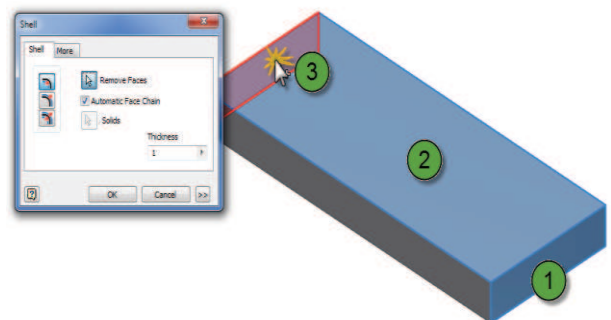 Shell
Shell More
Remove Faces
Automatic Face Chain
Solids
Thickness
1
OK Cancel >>
3
2
1